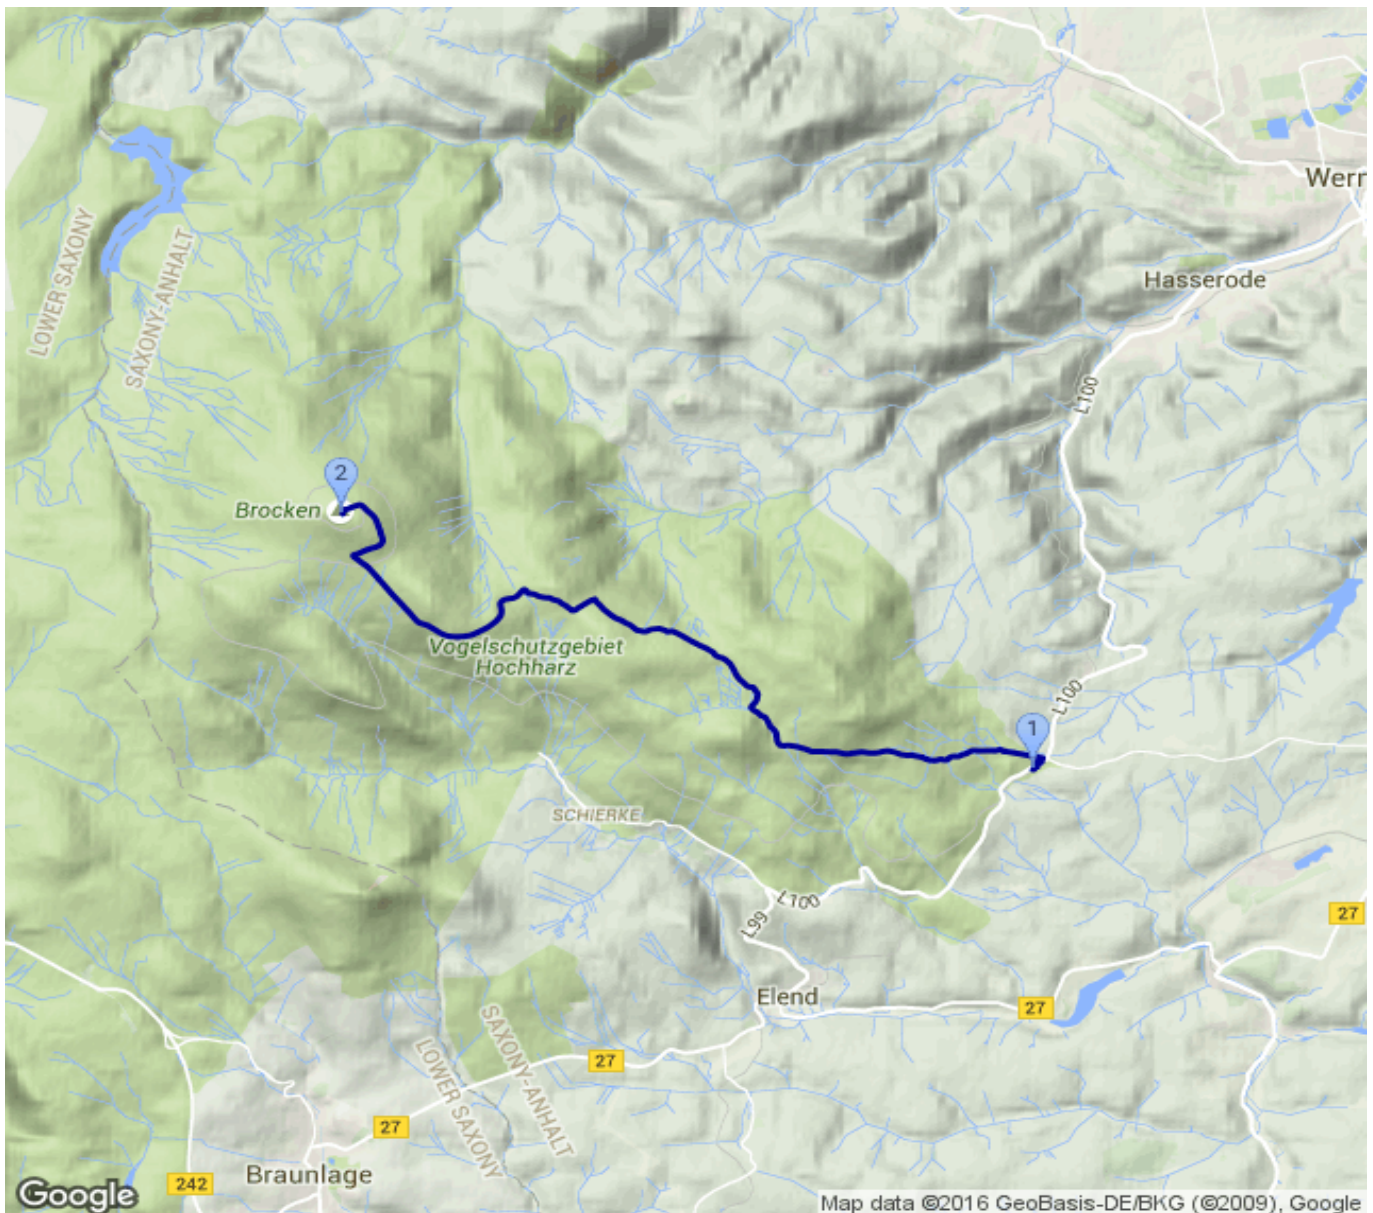 Werr
LOWER SAXONY
SAXONY-ANHALT
Hasserode
L100
2
Brocken
Vogelschutzgebiet
Hochharz
L100
1
SCHIERKE
L100
L99
27
Elend
27
SAXONY-ANHALT
LOWER SAXONY
27
27
Braunlage
242
Google
Map data ©2016 GeoBasis-DE/BKG (©2009), Google